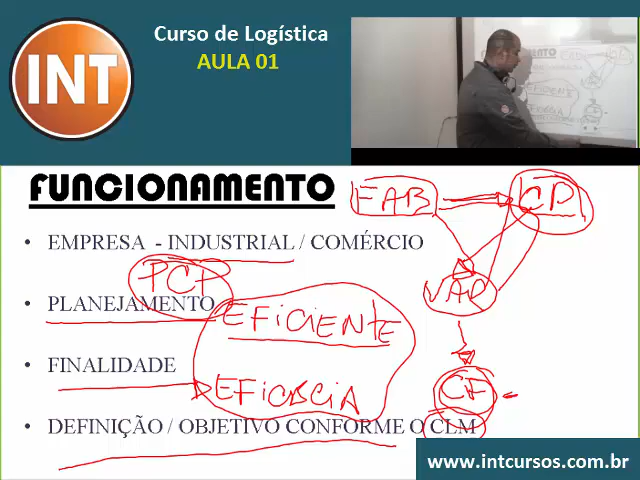 Curso de Logística
AULA 01
INT
FUNCIONAMENTO
FAB
CD
• EMPRESA - INDUSTRIAL / COMÉRCIO
PCP
VAR
• PLANEJAMENTO
EFICIENTE
• FINALIDADE
EFICÁCIA
CF
• DEFINIÇÃO / OBJETIVO CONFORME O CLM
www.intcursos.com.br